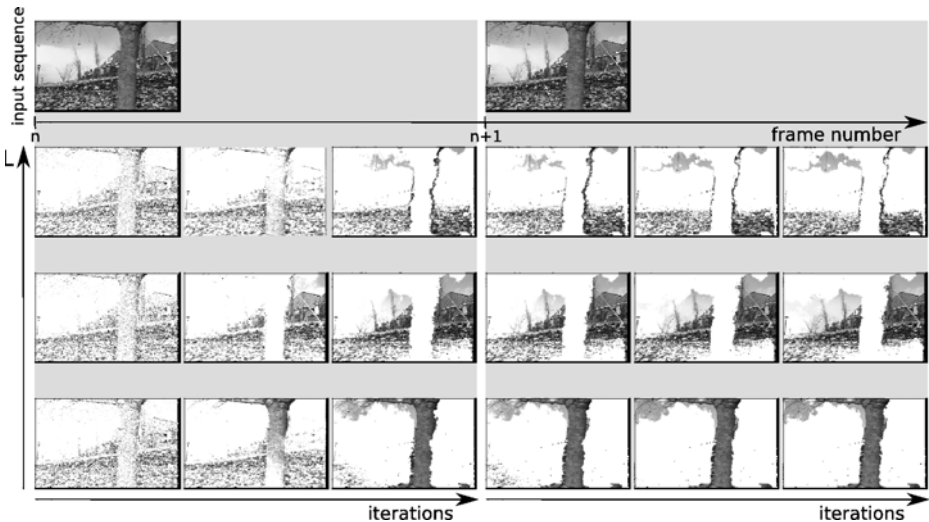 input sequence
n
n+1
frame number
L
iterations
iterations